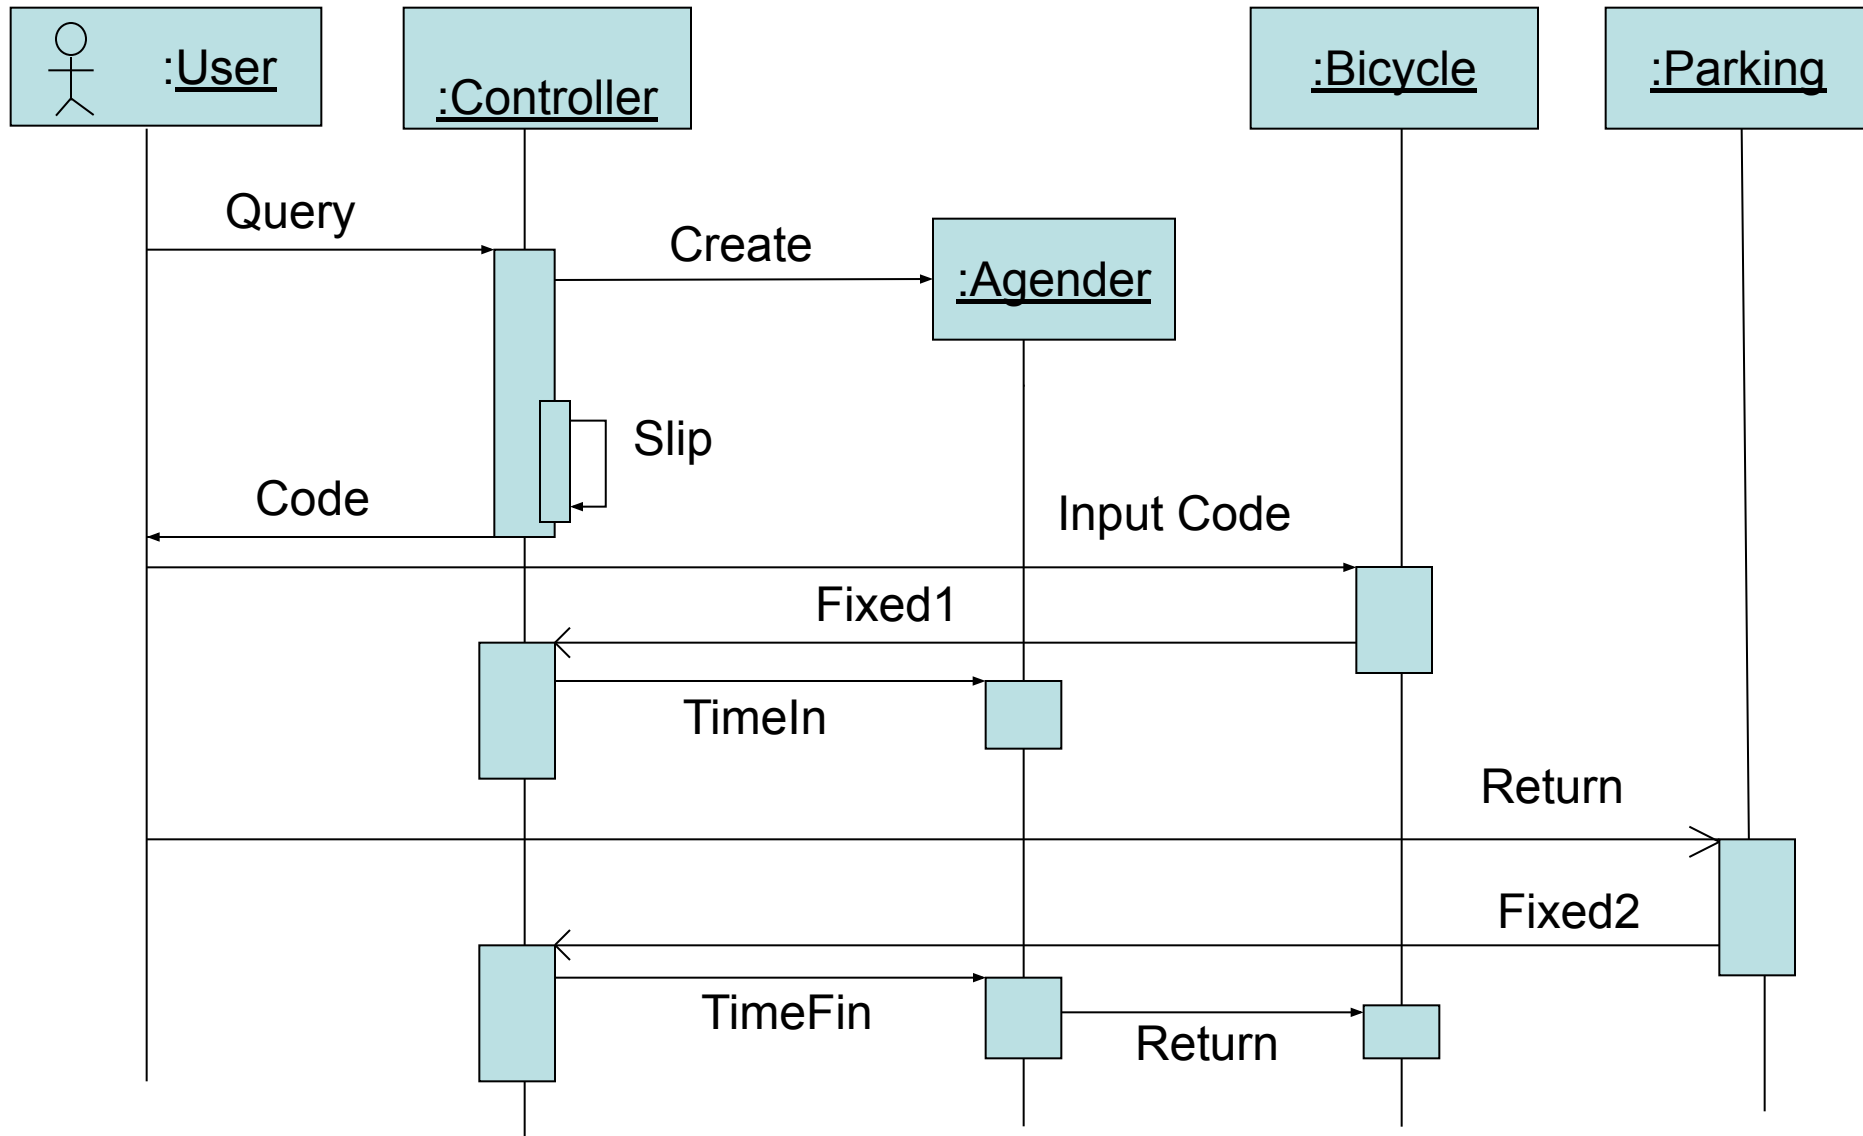 :User
:Controller
:Bicycle
:Parking
Query
Create
:Agender
Slip
Code
Input Code
Fixed1
TimeIn
Return
Fixed2
TimeFin
Return